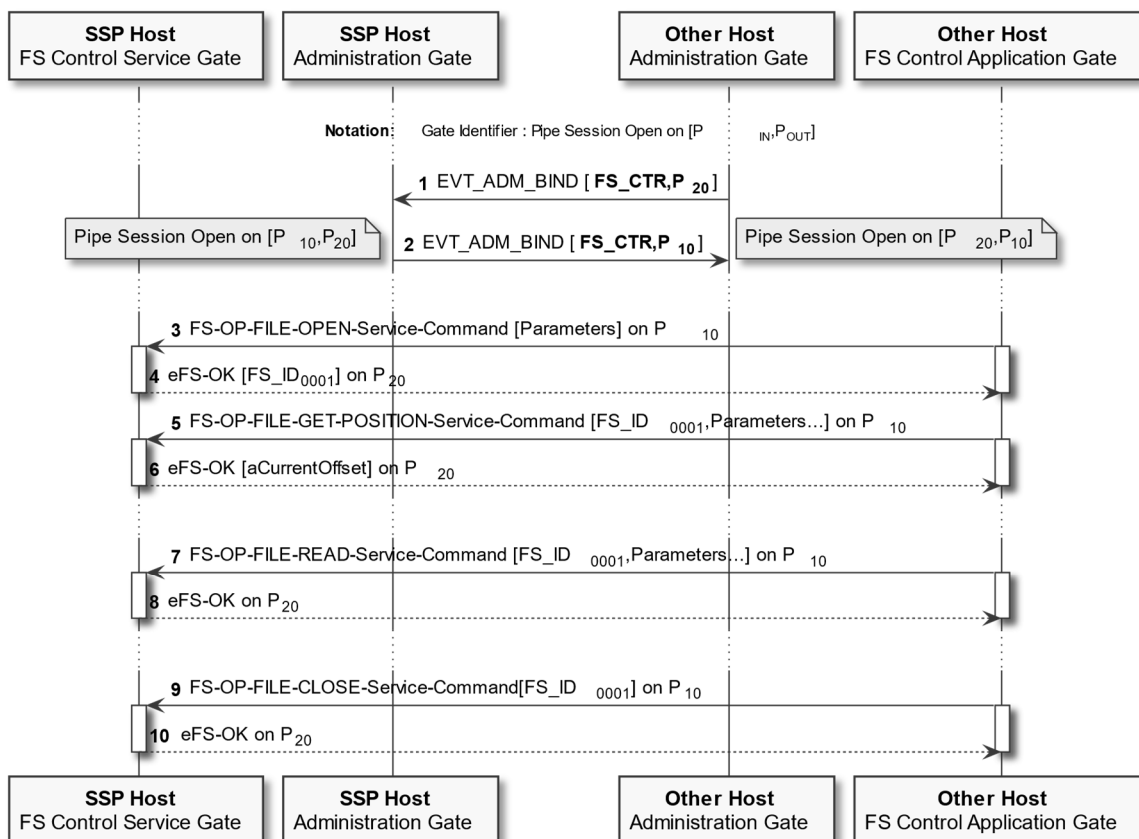 SSP Host
FS Control Service Gate
SSP Host
Administration Gate
Other Host
Administration Gate
Other Host
FS Control Application Gate
Notation: Gate Identifier : Pipe Session Open on [P IN,POUT]
1 EVT_ADM_BIND [ FS_CTR,P 20 ]
Pipe Session Open on [P 10,P20]
2 EVT_ADM_BIND [ FS_CTR,P 10 ]
Pipe Session Open on [P 20,P10]
3 FS-OP-FILE-OPEN-Service-Command [Parameters] on P 10
4 eFS-OK [FS_ID0001] on P20
5 FS-OP-FILE-GET-POSITION-Service-Command [FS_ID 0001,Parameters...] on P 10
6 eFS-OK [aCurrentOffset] on P 20
7 FS-OP-FILE-READ-Service-Command [FS_ID 0001,Parameters...] on P 10
8 eFS-OK on P20
9 FS-OP-FILE-CLOSE-Service-Command[FS_ID 0001] on P10
10 eFS-OK on P20
SSP Host
FS Control Service Gate
SSP Host
Administration Gate
Other Host
Administration Gate
Other Host
FS Control Application Gate